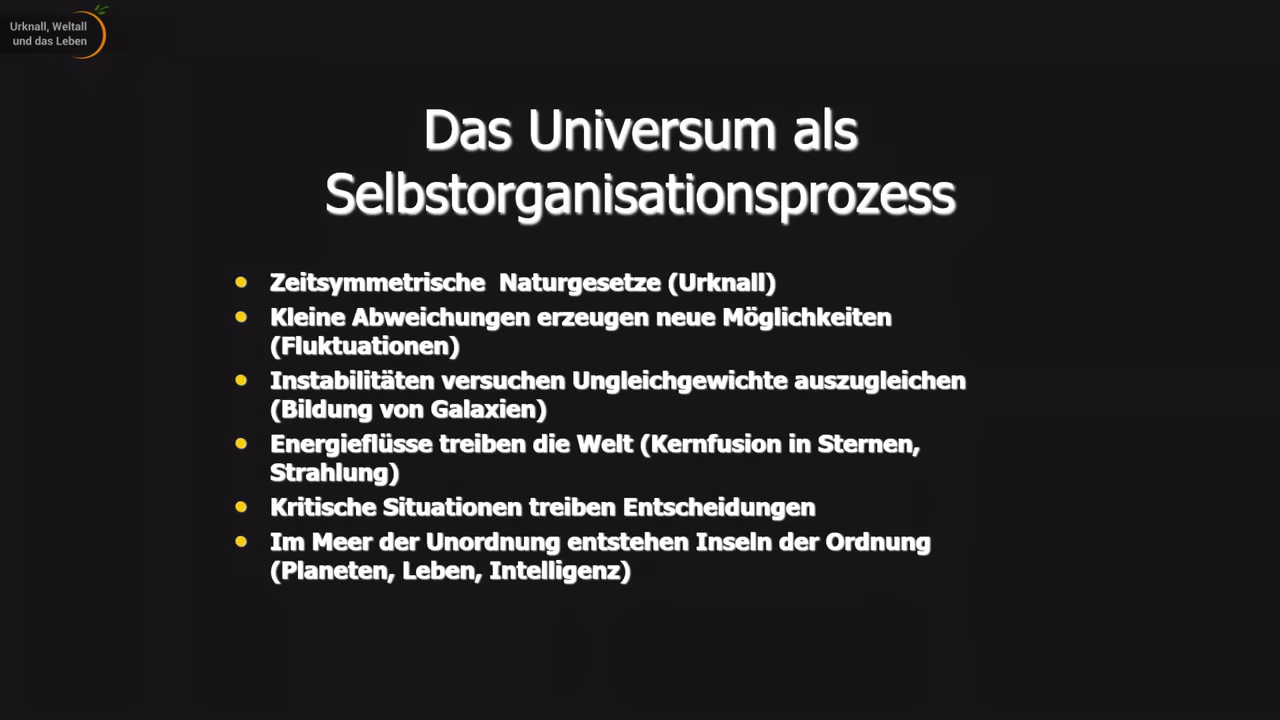 Urknall, Weltall
und das Leben
Das Universum als
Selbstorganisationsprozess
• Zeitsymmetrische Naturgesetze (Urknall)
• Kleine Abweichungen erzeugen neue Möglichkeiten
(Fluktuationen)
• Instabilitäten versuchen Ungleichgewichte auszugleichen
(Bildung von Galaxien)
• Energieflüsse treiben die Welt (Kernfusion in Sternen,
Strahlung)
• Kritische Situationen treiben Entscheidungen
• Im Meer der Unordnung entstehen Inseln der Ordnung
(Planeten, Leben, Intelligenz)